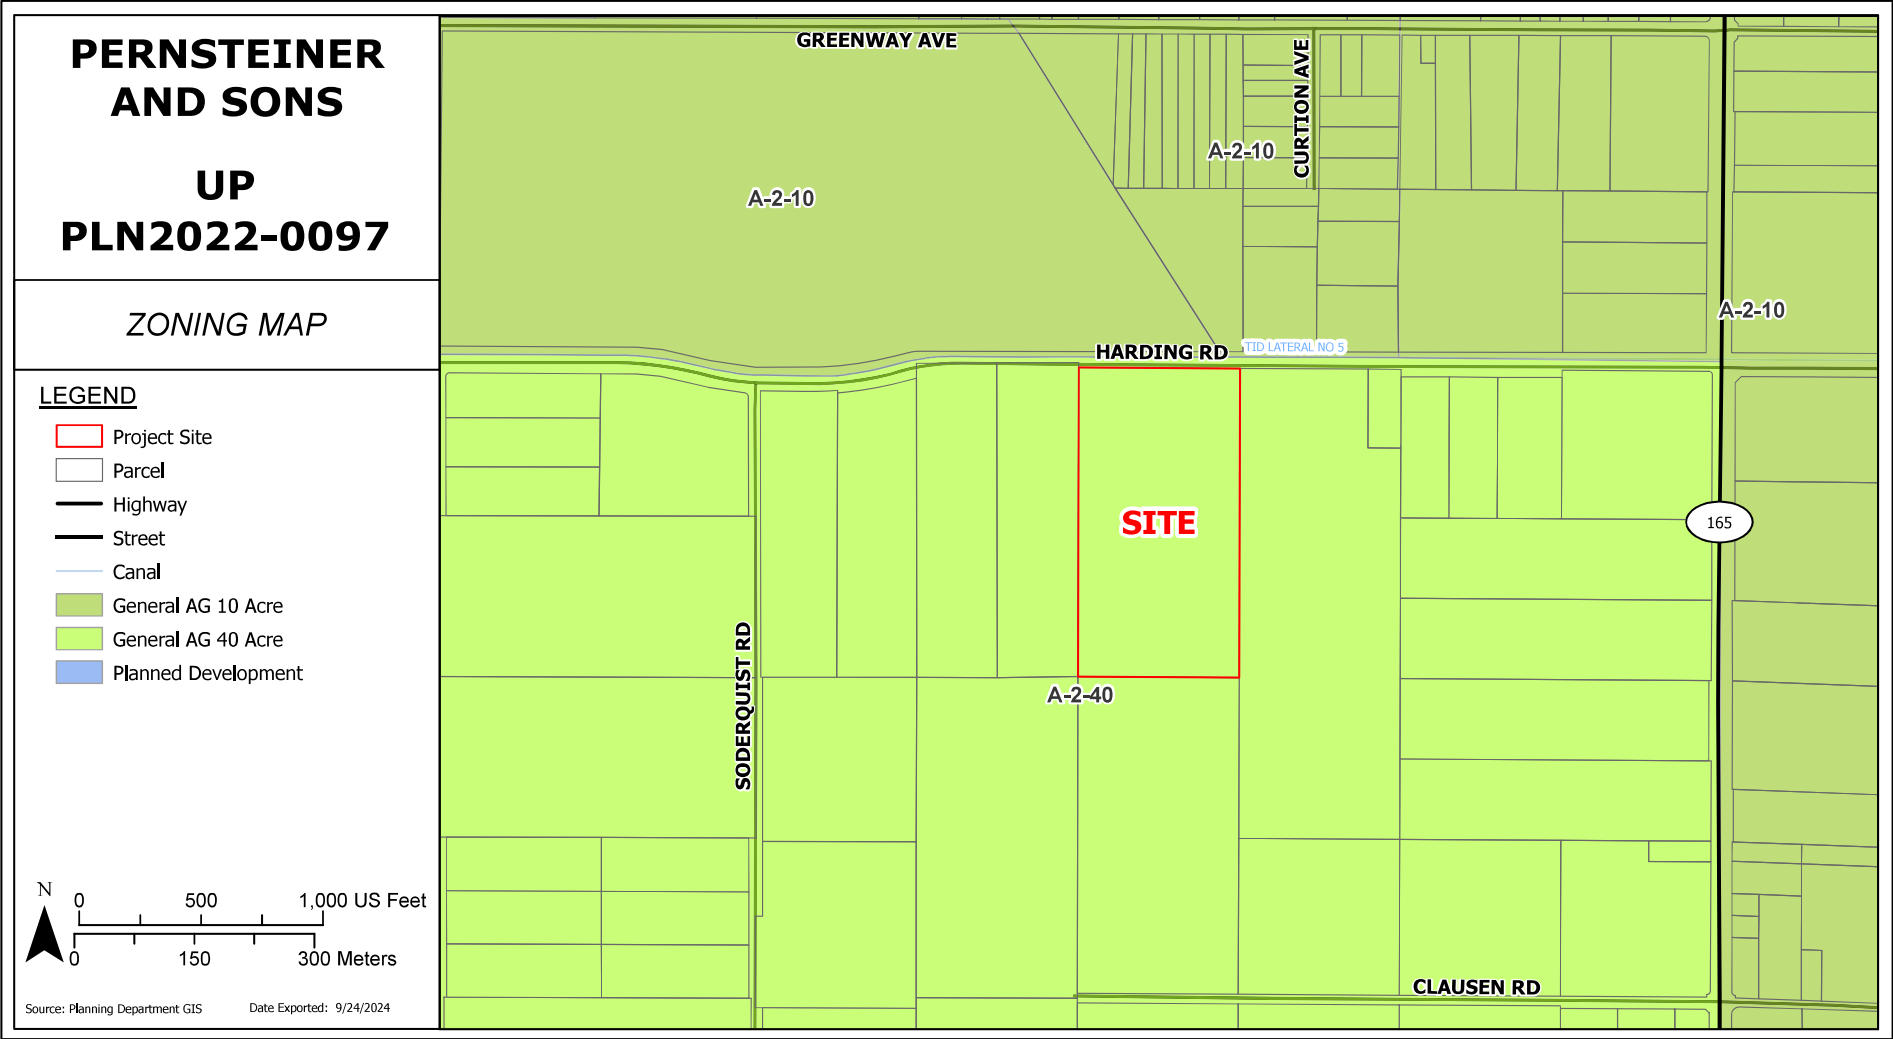 PERNSTEINER
AND SONS
UP
PLN2022-0097
ZONING MAP
LEGEND
Project Site
Parcel
Highway
Street
Canal
General AG 10 Acre
General AG 40 Acre
Planned Development
N
0 500 1,000 US Feet
0 150 300 Meters
Source: Planning Department GIS Date Exported: 9/24/2024
GREENWAY AVE
CURTION AVE
A-2-10
A-2-10
A-2-10
HARDING RD
TID LATERAL NO 5
SITE
165
SODERQUIST RD
A-2-40
CLAUSEN RD